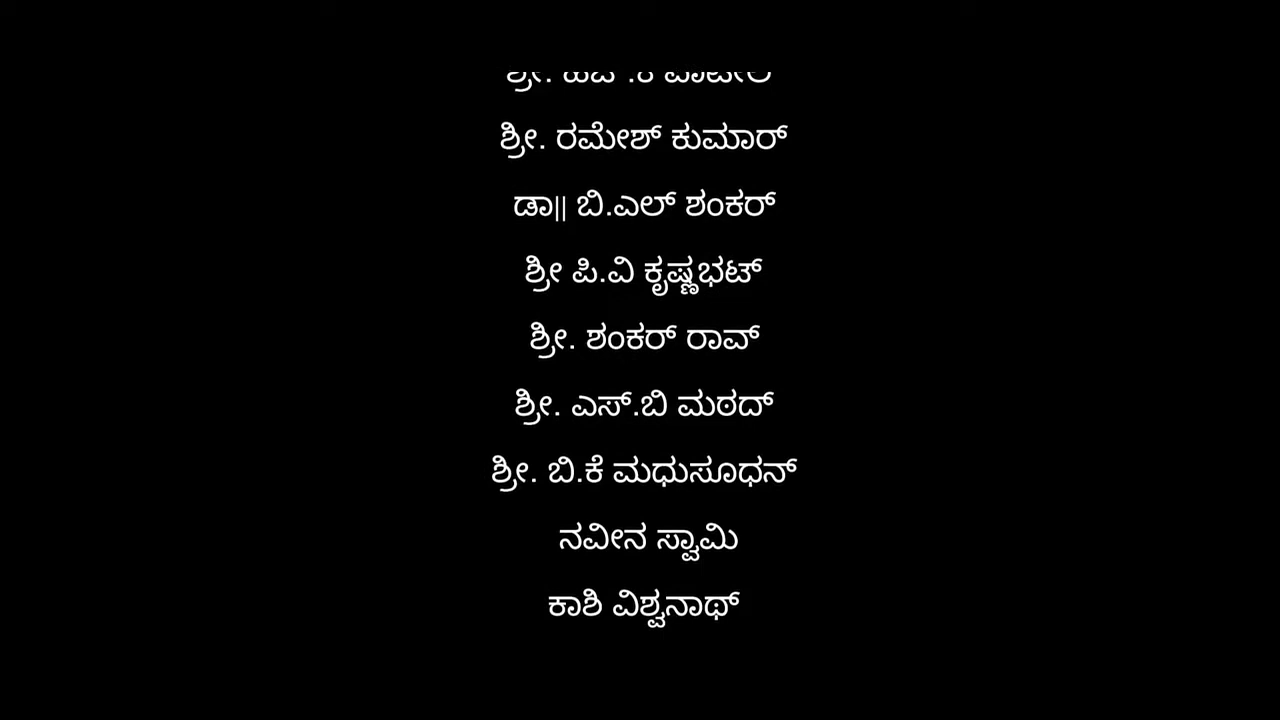 ಶ್ರೀ.
ಶ್ರೀ. ರಮೇಶ್ ಕುಮಾರ್
ಡಾ|| ಬಿ.ಎಲ್ ಶಂಕರ್
ಶ್ರೀ ಪಿ.ವಿ ಕೃಷ್ಣಭಟ್
ಶ್ರೀ. ಶಂಕರ್ ರಾವ್
ಶ್ರೀ. ಎಸ್.ಬಿ ಮಠದ್
ಶ್ರೀ. ಬಿ.ಕೆ ಮಧುಸೂಧನ್
ನವೀನ ಸ್ವಾಮಿ
ಕಾಶಿ ವಿಶ್ವನಾಥ್